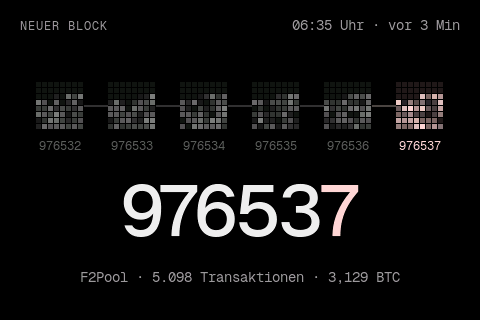 NEUER BLOCK
06:35 Uhr · vor 3 Min
976532 976533 976534 976535 976536 976537
976537
F2Pool · 5.098 Transaktionen · 3,129 BTC